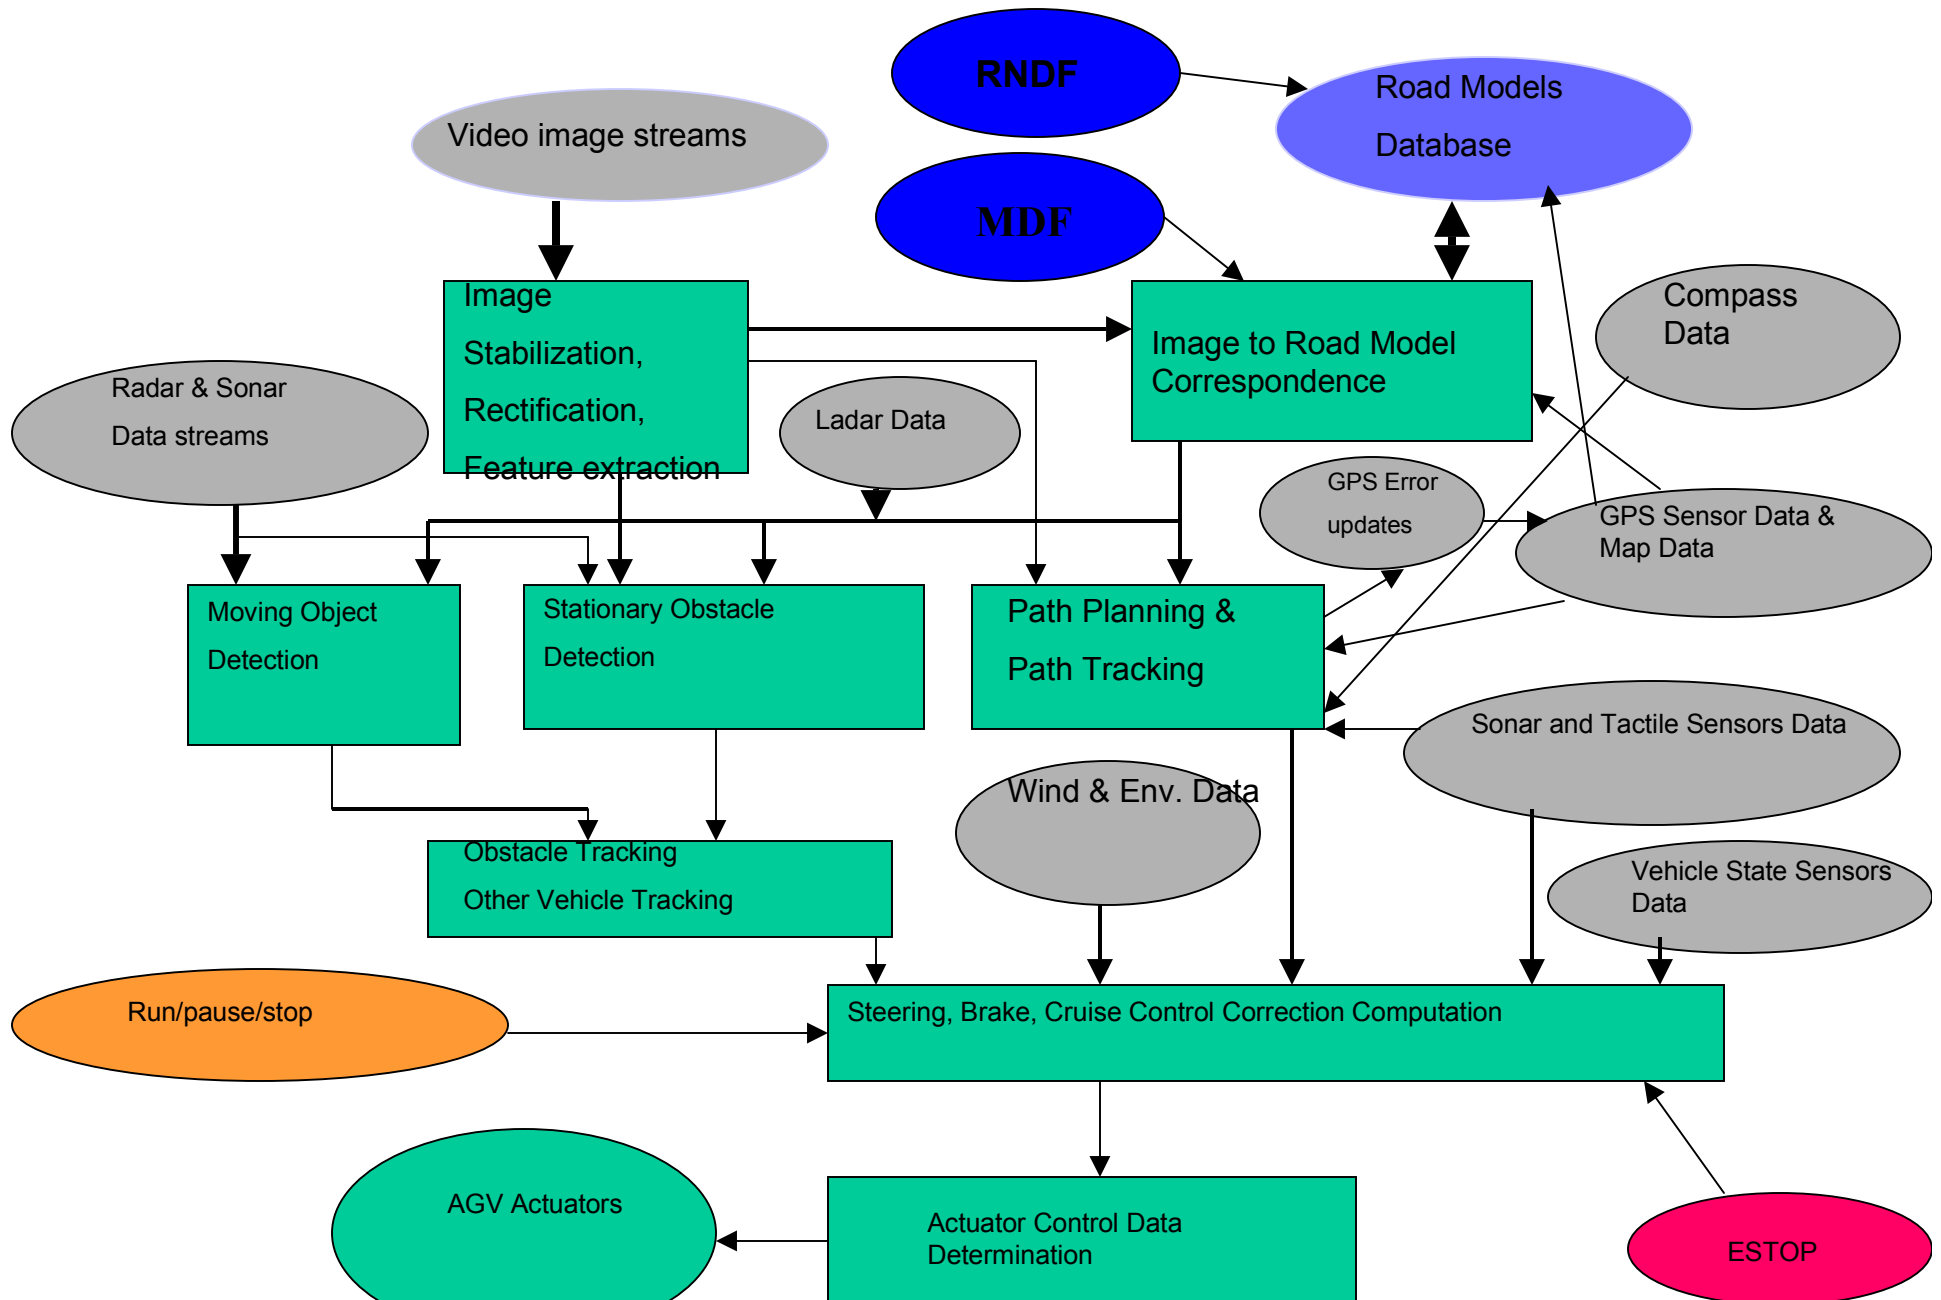 RNDF
Road Models
Database
Video image streams
MDF
Image
Stabilization,
Rectification,
Feature extraction
Image to Road Model
Correspondence
Compass
Data
Radar & Sonar
Data streams
Ladar Data
GPS Error
updates
GPS Sensor Data &
Map Data
Moving Object
Detection
Stationary Obstacle
Detection
Path Planning &
Path Tracking
Sonar and Tactile Sensors Data
Wind & Env. Data
Obstacle Tracking
Other Vehicle Tracking
Vehicle State Sensors
Data
Run/pause/stop
Steering, Brake, Cruise Control Correction Computation
AGV Actuators
Actuator Control Data
Determination
ESTOP